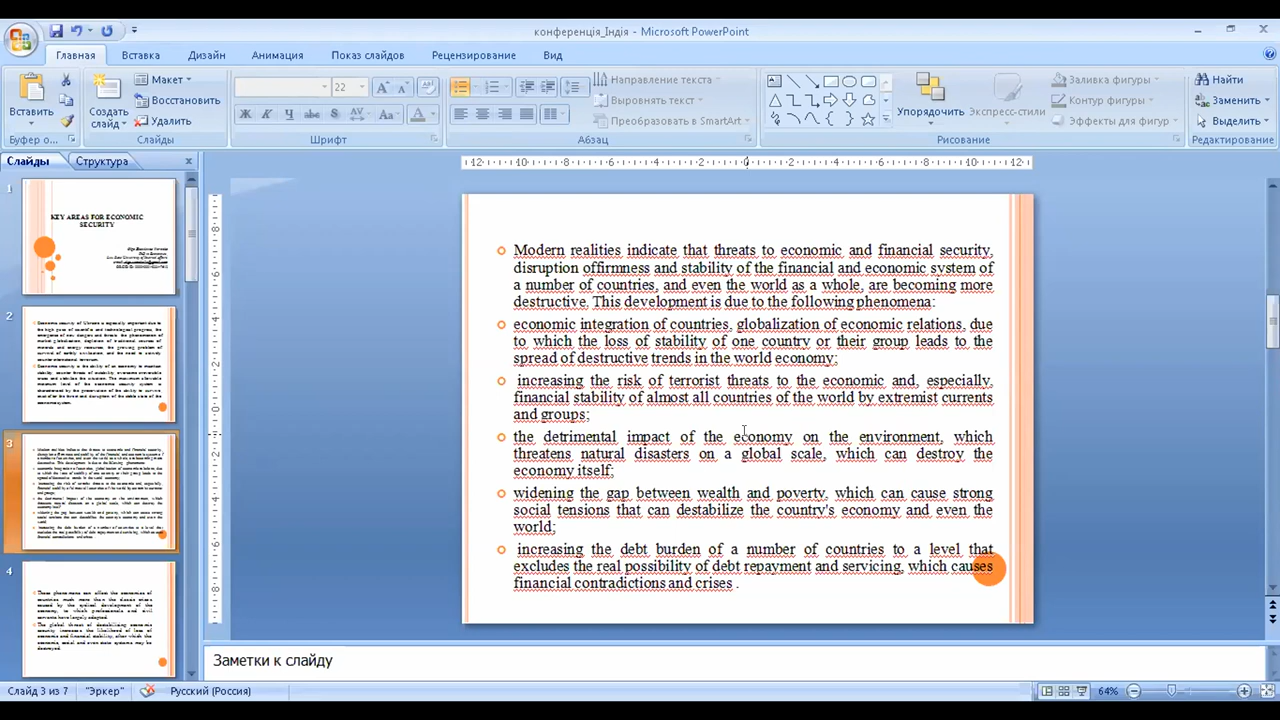 конференція_Індія - Microsoft PowerPoint
Главная Вставка Дизайн Анимация Показ слайдов Рецензирование Вид
Вставить
Создать слайд
Макет
Восстановить
Удалить
22
Направление текста
Выровнять текст
Преобразовать в SmartArt
Упорядочить
Экспресс-стили
Заливка фигуры
Контур фигуры
Эффекты для фигур
Найти
Заменить
Выделить
Буфер о... Слайды Шрифт Абзац Рисование Редактирование
Слайды Структура
1
KEY AREAS FOR ECONOMIC
SECURITY
2
3
4
Modern realities indicate that threats to economic and financial security,
disruption offirmness and stability of the financial and economic system of
a number of countries, and even the world as a whole, are becoming more
destructive. This development is due to the following phenomena:
economic integration of countries, globalization of economic relations, due
to which the loss of stability of one country or their group leads to the
spread of destructive trends in the world economy;
increasing the risk of terrorist threats to the economic and, especially,
financial stability of almost all countries of the world by extremist currents
and groups;
the detrimental impact of the economy on the environment, which
threatens natural disasters on a global scale, which can destroy the
economy itself;
widening the gap between wealth and poverty, which can cause strong
social tensions that can destabilize the country's economy and even the
world;
increasing the debt burden of a number of countries to a level that
excludes the real possibility of debt repayment and servicing, which causes
financial contradictions and crises .
Заметки к слайду
Слайд 3 из 7 "Эркер" Русский (Россия) 64%